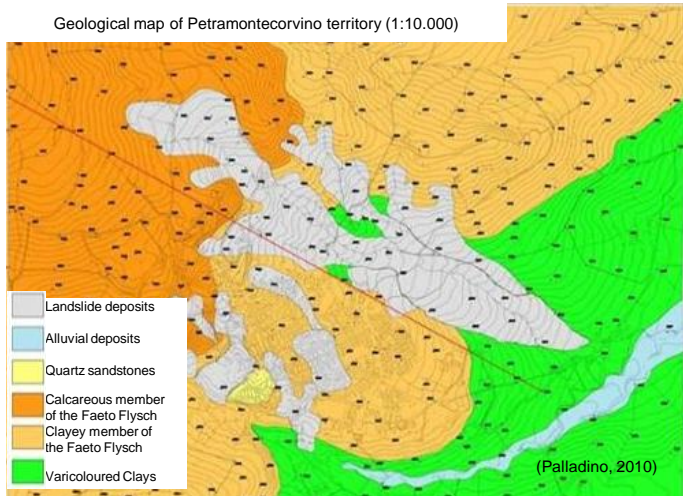 Geological map of Petramontecorvino territory (1:10.000)
Landslide deposits
Alluvial deposits
Quartz sandstones
Calcareous member
of the Faeto Flysch
Clayey member of
the Faeto Flysch
Varicoloured Clays
(Palladino, 2010)